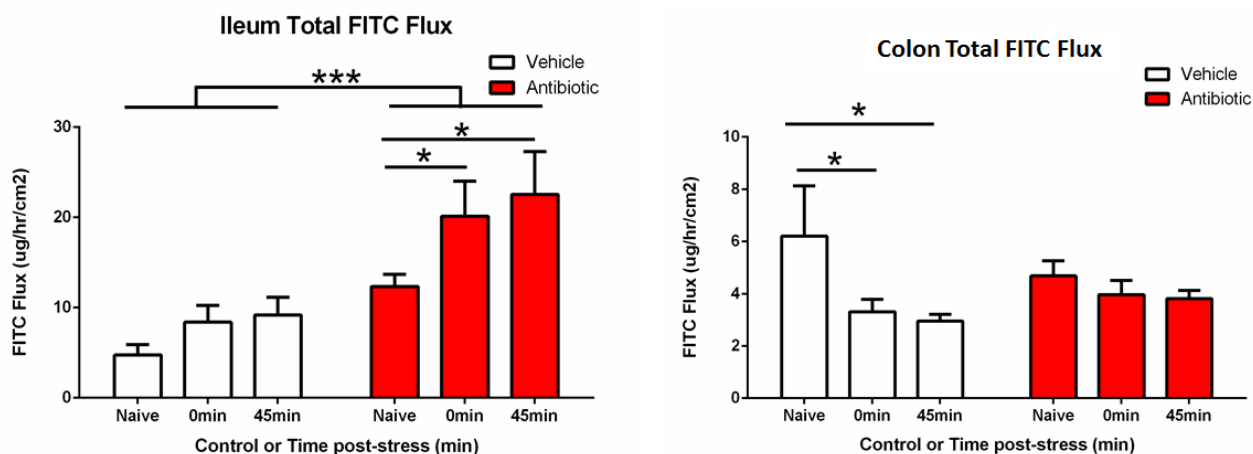 Ileum Total FITC Flux
Vehicle
Antibiotic
***
*
*
30
20
10
0
FITC Flux (ug/hr/cm2)
Naive 0min 45min Naive 0min 45min
Control or Time post-stress (min)
Colon Total FITC Flux
Vehicle
Antibiotic
*
*
10
8
6
4
2
0
FITC Flux (ug/hr/cm2)
Naive 0min 45min Naive 0min 45min
Control or Time post-stress (min)